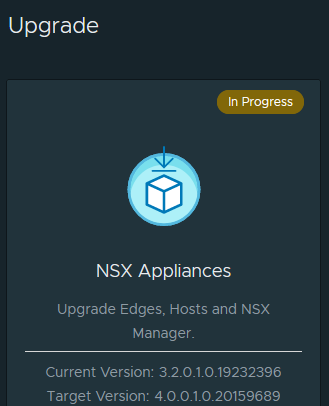 Upgrade
In Progress
NSX Appliances
Upgrade Edges, Hosts and NSX
Manager.
Current Version: 3.2.0.1.0.19232396
Target Version: 4.0.0.1.0.20159689